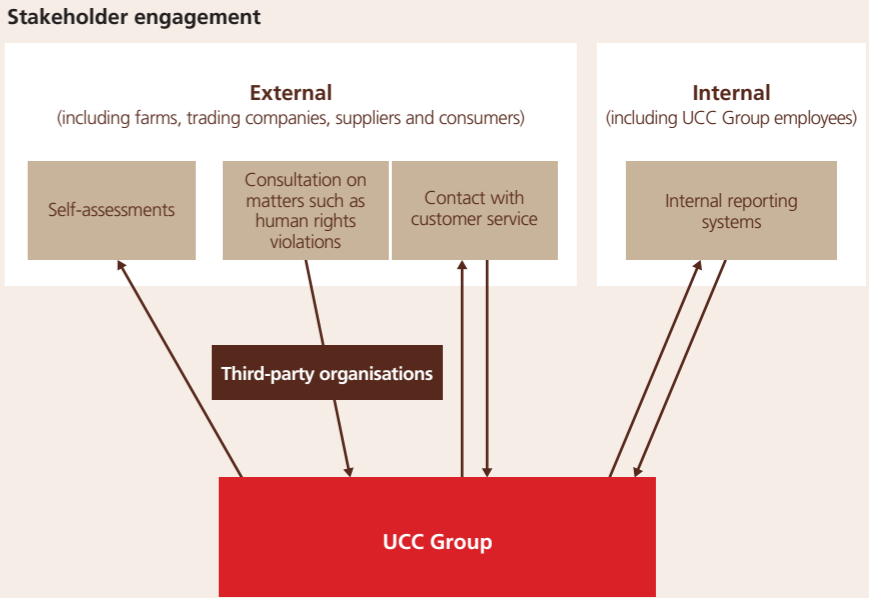 Stakeholder engagement
External
(including farms, trading companies, suppliers and consumers)
Self-assessments
Consultation on
matters such as
human rights
violations
Contact with
customer service
Internal
(including UCC Group employees)
Internal reporting
systems
Third-party organisations
UCC Group